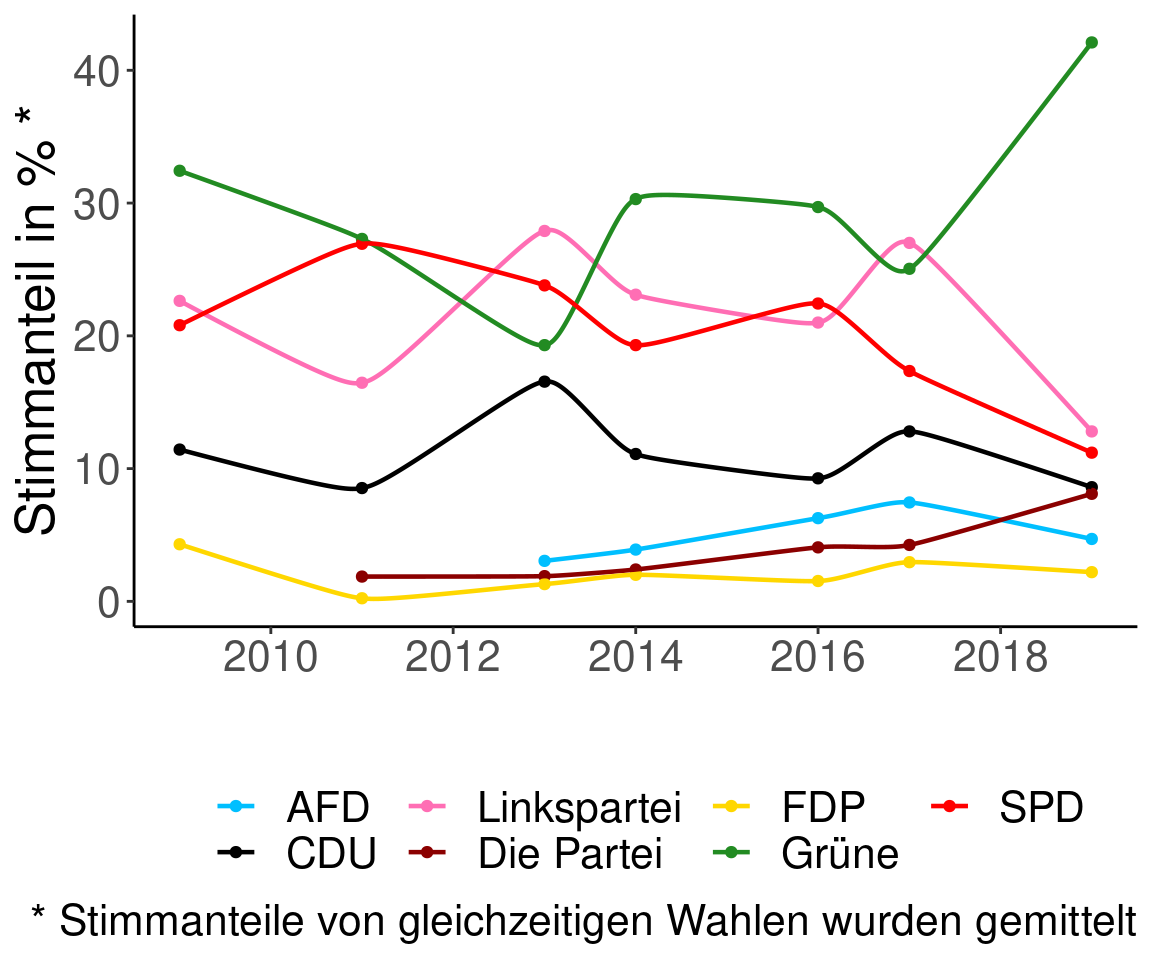 Stimmanteil in % *
40
30
20
10
0
2010 2012 2014 2016 2018
AFD Linkspartei FDP SPD
CDU Die Partei Grüne
* Stimmanteile von gleichzeitigen Wahlen wurden gemittelt